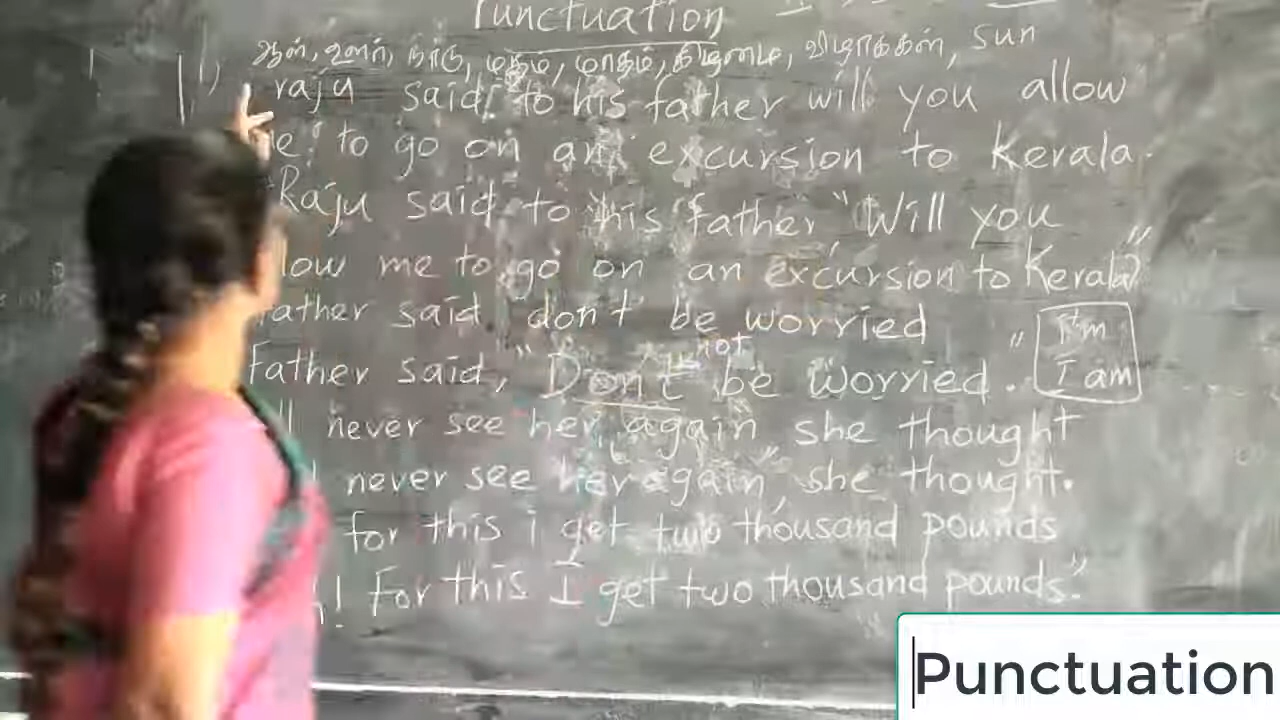 Punctuation
ஆள், ஊர், நாடு, மதம், மாதம், கிழமை, விழாக்கள், sun
raju said to his father will you allow
me to go on an excursion to Kerala.
Raju said to his father, "Will you
allow me to go on an excursion to Kerala?"
father said don't be worried
I'm
not
Father said, "Don't be worried."
I am
never see her again, she thought
never see her again", she thought.
for this i get two thousand pounds
! For this I get two thousand pounds."
Punctuation